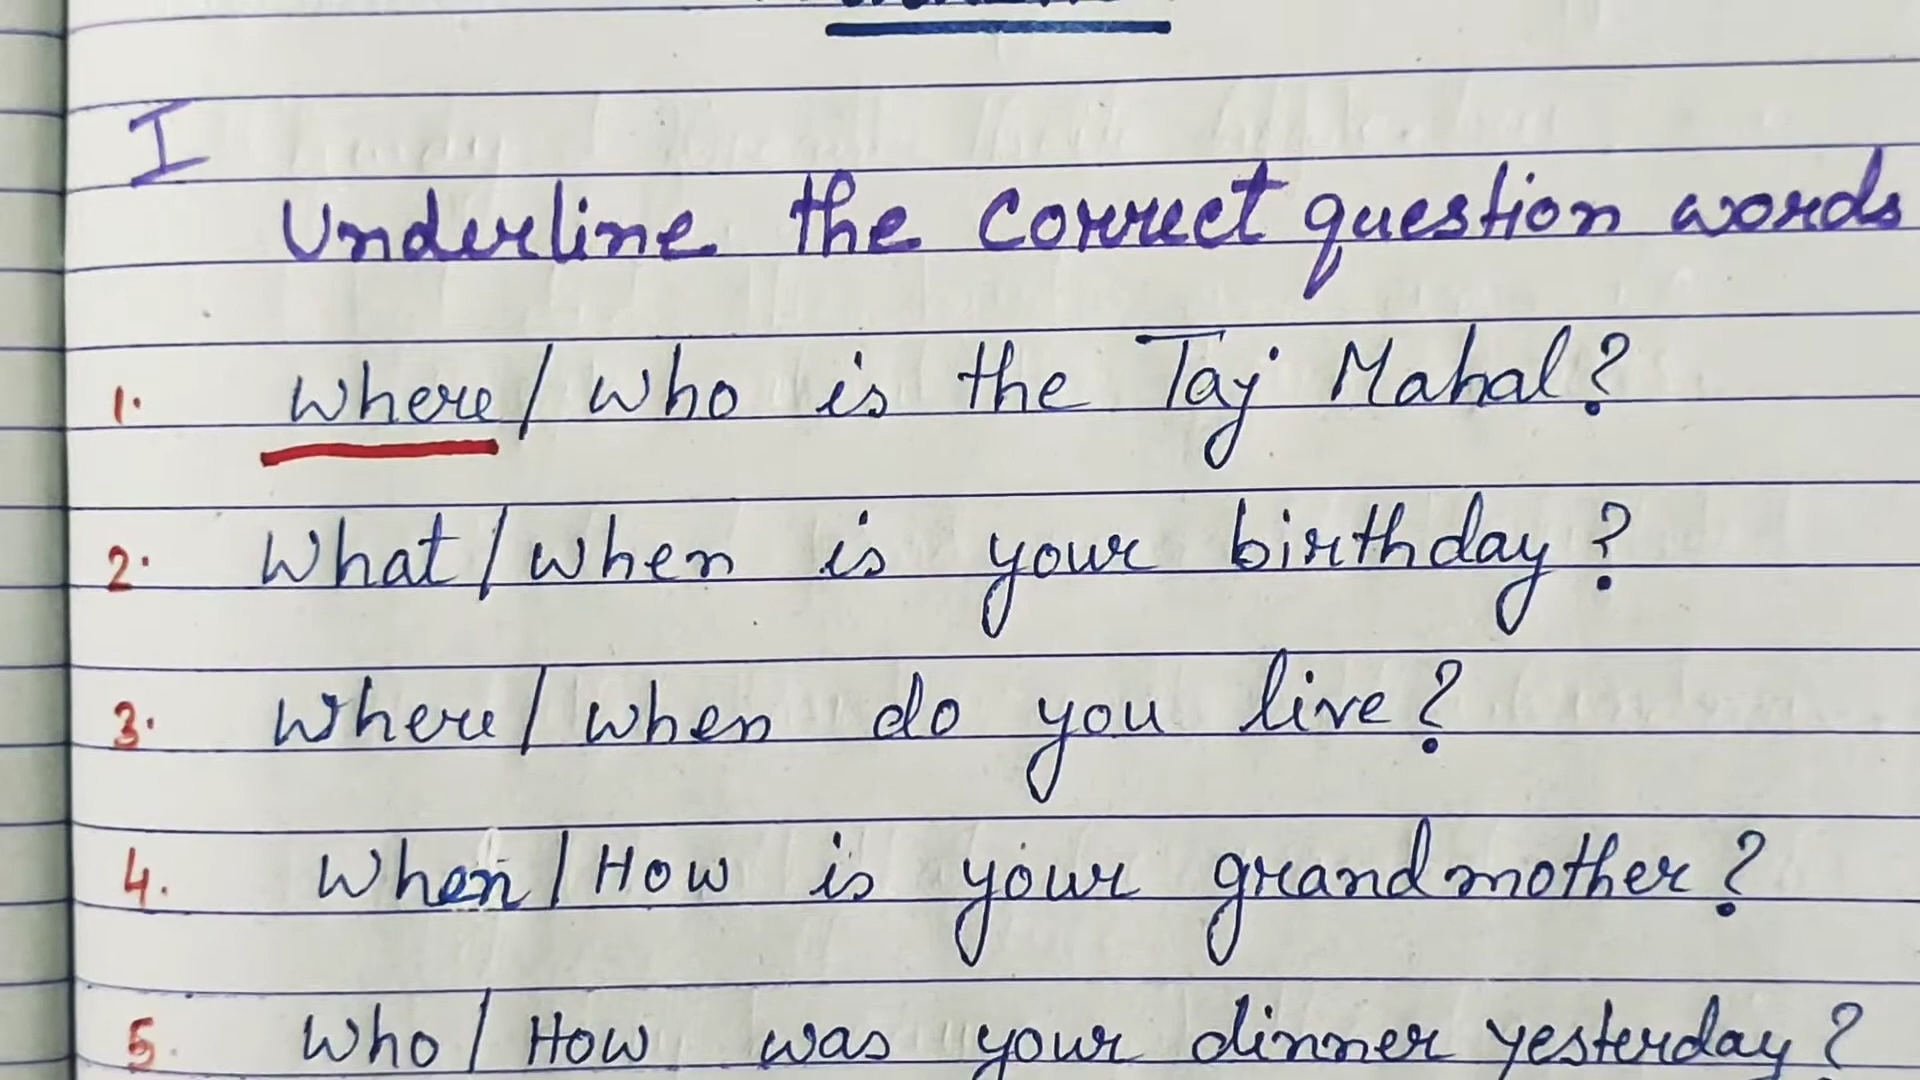 I
Underline the correct question words
1. Where / Who is the Taj Mahal?
2. What / When is your birthday?
3. Where / When do you live?
4. When / How is your grandmother?
5. Who / How was your dinner yesterday?